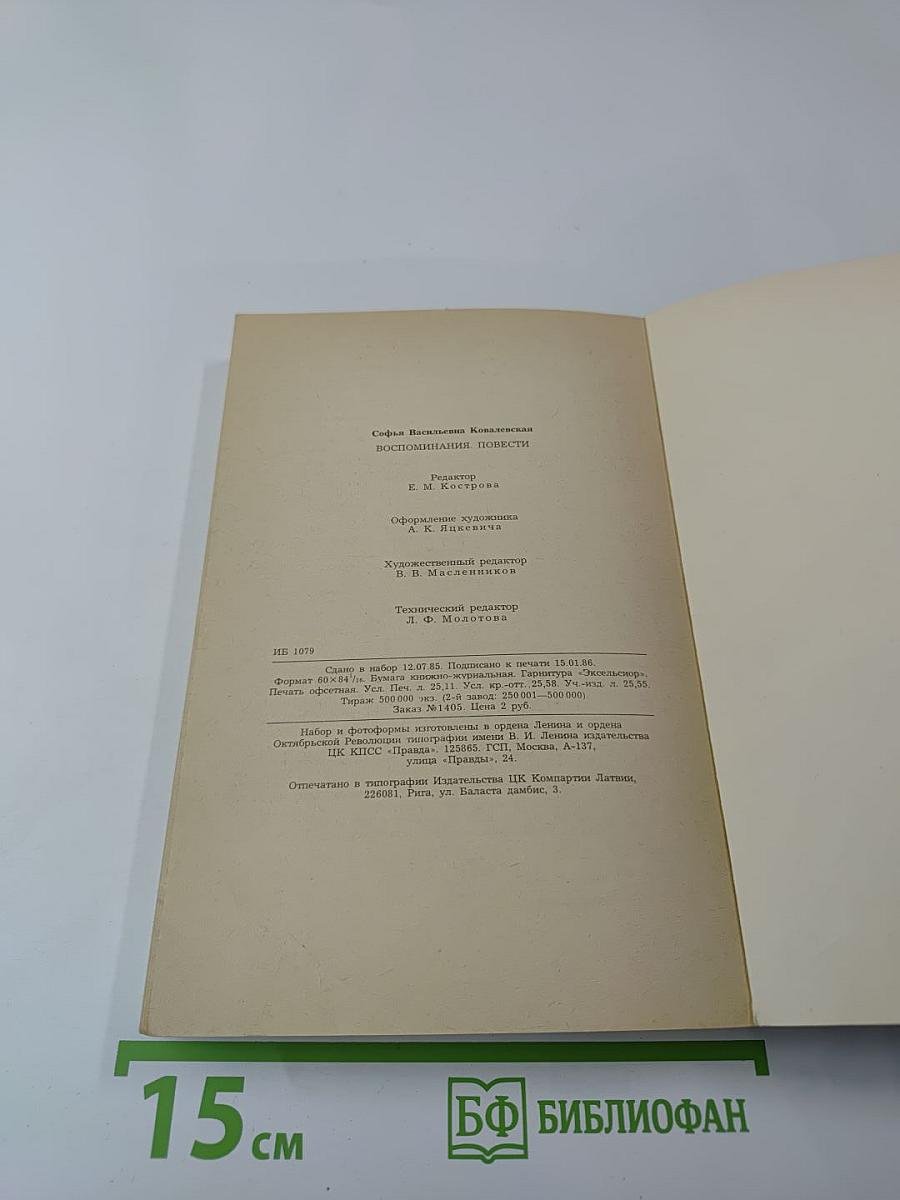 Софья Васильевна Ковалевская
ВОСПОМИНАНИЯ. ПОВЕСТИ
Редактор
Е. М. Кострова
Оформление художника
А. К. Яцкевича
Художественный редактор
В. В. Масленников
Технический редактор
Л. Ф. Молотова
ИБ 1079
Сдано в набор 12.07.85. Подписано к печати 15.01.86.
Формат 60×84 1/16. Бумага книжно-журнальная. Гарнитура «Эксельсиор».
Печать офсетная. Усл. Печ. л. 25,11. Усл. кр.-отт. 25,58. Уч.-изд. л. 25,55.
Тираж 500 000 экз. (2-й завод: 250 001—500 000)
Заказ №1405. Цена 2 руб.
Набор и фотоформы изготовлены в ордена Ленина и ордена
Октябрьской Революции типографии имени В. И. Ленина издательства
ЦК КПСС «Правда». 125865. ГСП, Москва, А-137,
улица «Правды», 24.
Отпечатано в типографии Издательства ЦК Компартии Латвии,
226081, Рига, ул. Баласта дамбис, 3.
15 см
БФ БИБЛИОФАН